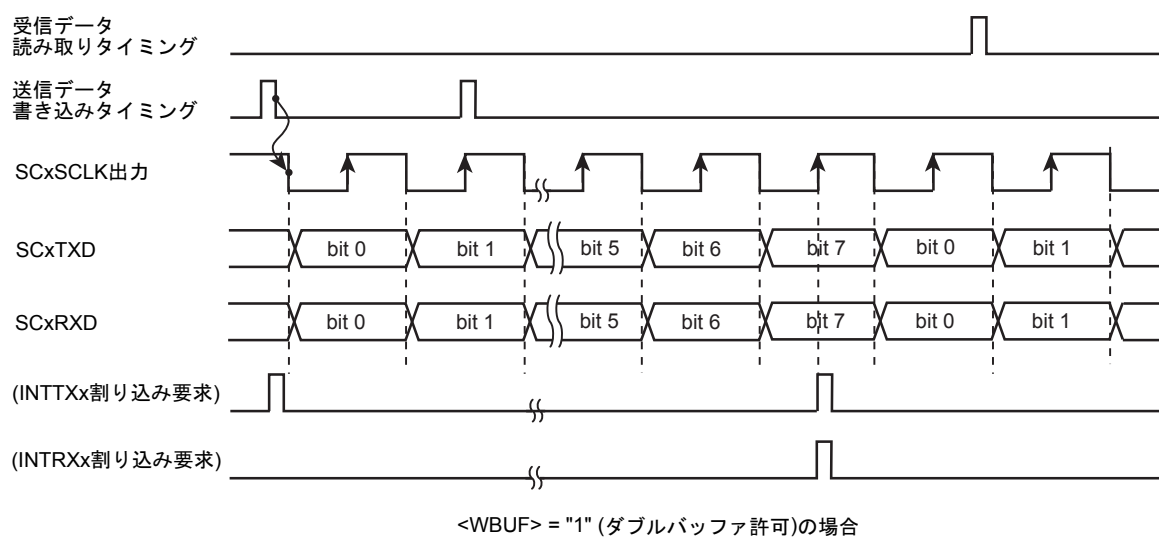 受信データ
読み取りタイミング
送信データ
書き込みタイミング
SCxSCLK出力
SCxTXD
bit 0
bit 1
bit 5
bit 6
bit 7
bit 0
bit 1
SCxRXD
bit 0
bit 1
bit 5
bit 6
bit 7
bit 0
bit 1
(INTTXx割り込み要求)
(INTRXx割り込み要求)
<WBUF> = "1" (ダブルバッファ許可)の場合